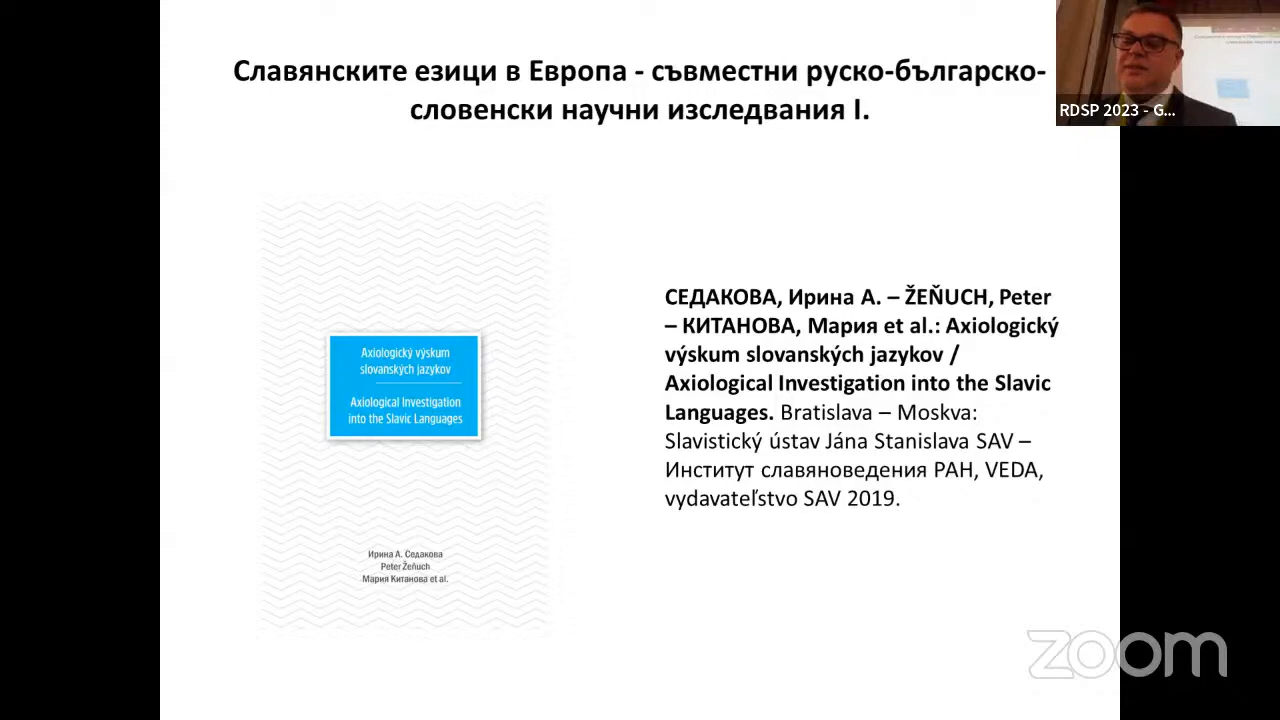 Славянските езици в Европа - съвместни руско-българско-
словенски научни изследвания I.
RDSP 2023 - G...
Axiologický výskum
slovanských jazykov
Axiological Investigation
into the Slavic Languages
Ирина А. Седакова
Peter Žeňuch
Мария Китанова et al.
СЕДАКОВА, Ирина А. – ŽEŇUCH, Peter
– КИТАНОВА, Мария et al.: Axiologický
výskum slovanských jazykov /
Axiological Investigation into the Slavic
Languages. Bratislava – Moskva:
Slavistický ústav Jána Stanislava SAV –
Институт славяноведения РАН, VEDA,
vydavateľstvo SAV 2019.
zoom